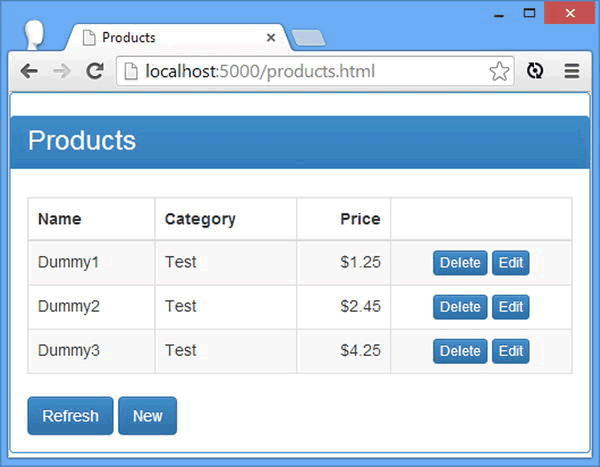 Products
localhost:5000/products.html
Products
Name Category Price
Dummy1 Test $1.25 Delete Edit
Dummy2 Test $2.45 Delete Edit
Dummy3 Test $4.25 Delete Edit
Refresh New